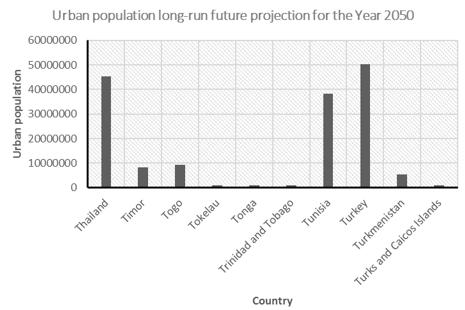 Urban population long-run future projection for the Year 2050
Urban population
60000000
50000000
40000000
30000000
20000000
10000000
0
Thailand
Timor
Togo
Tokelau
Tonga
Trinidad and Tobago
Tunisia
Turkey
Turkmenistan
Turks and Caicos Islands
Country